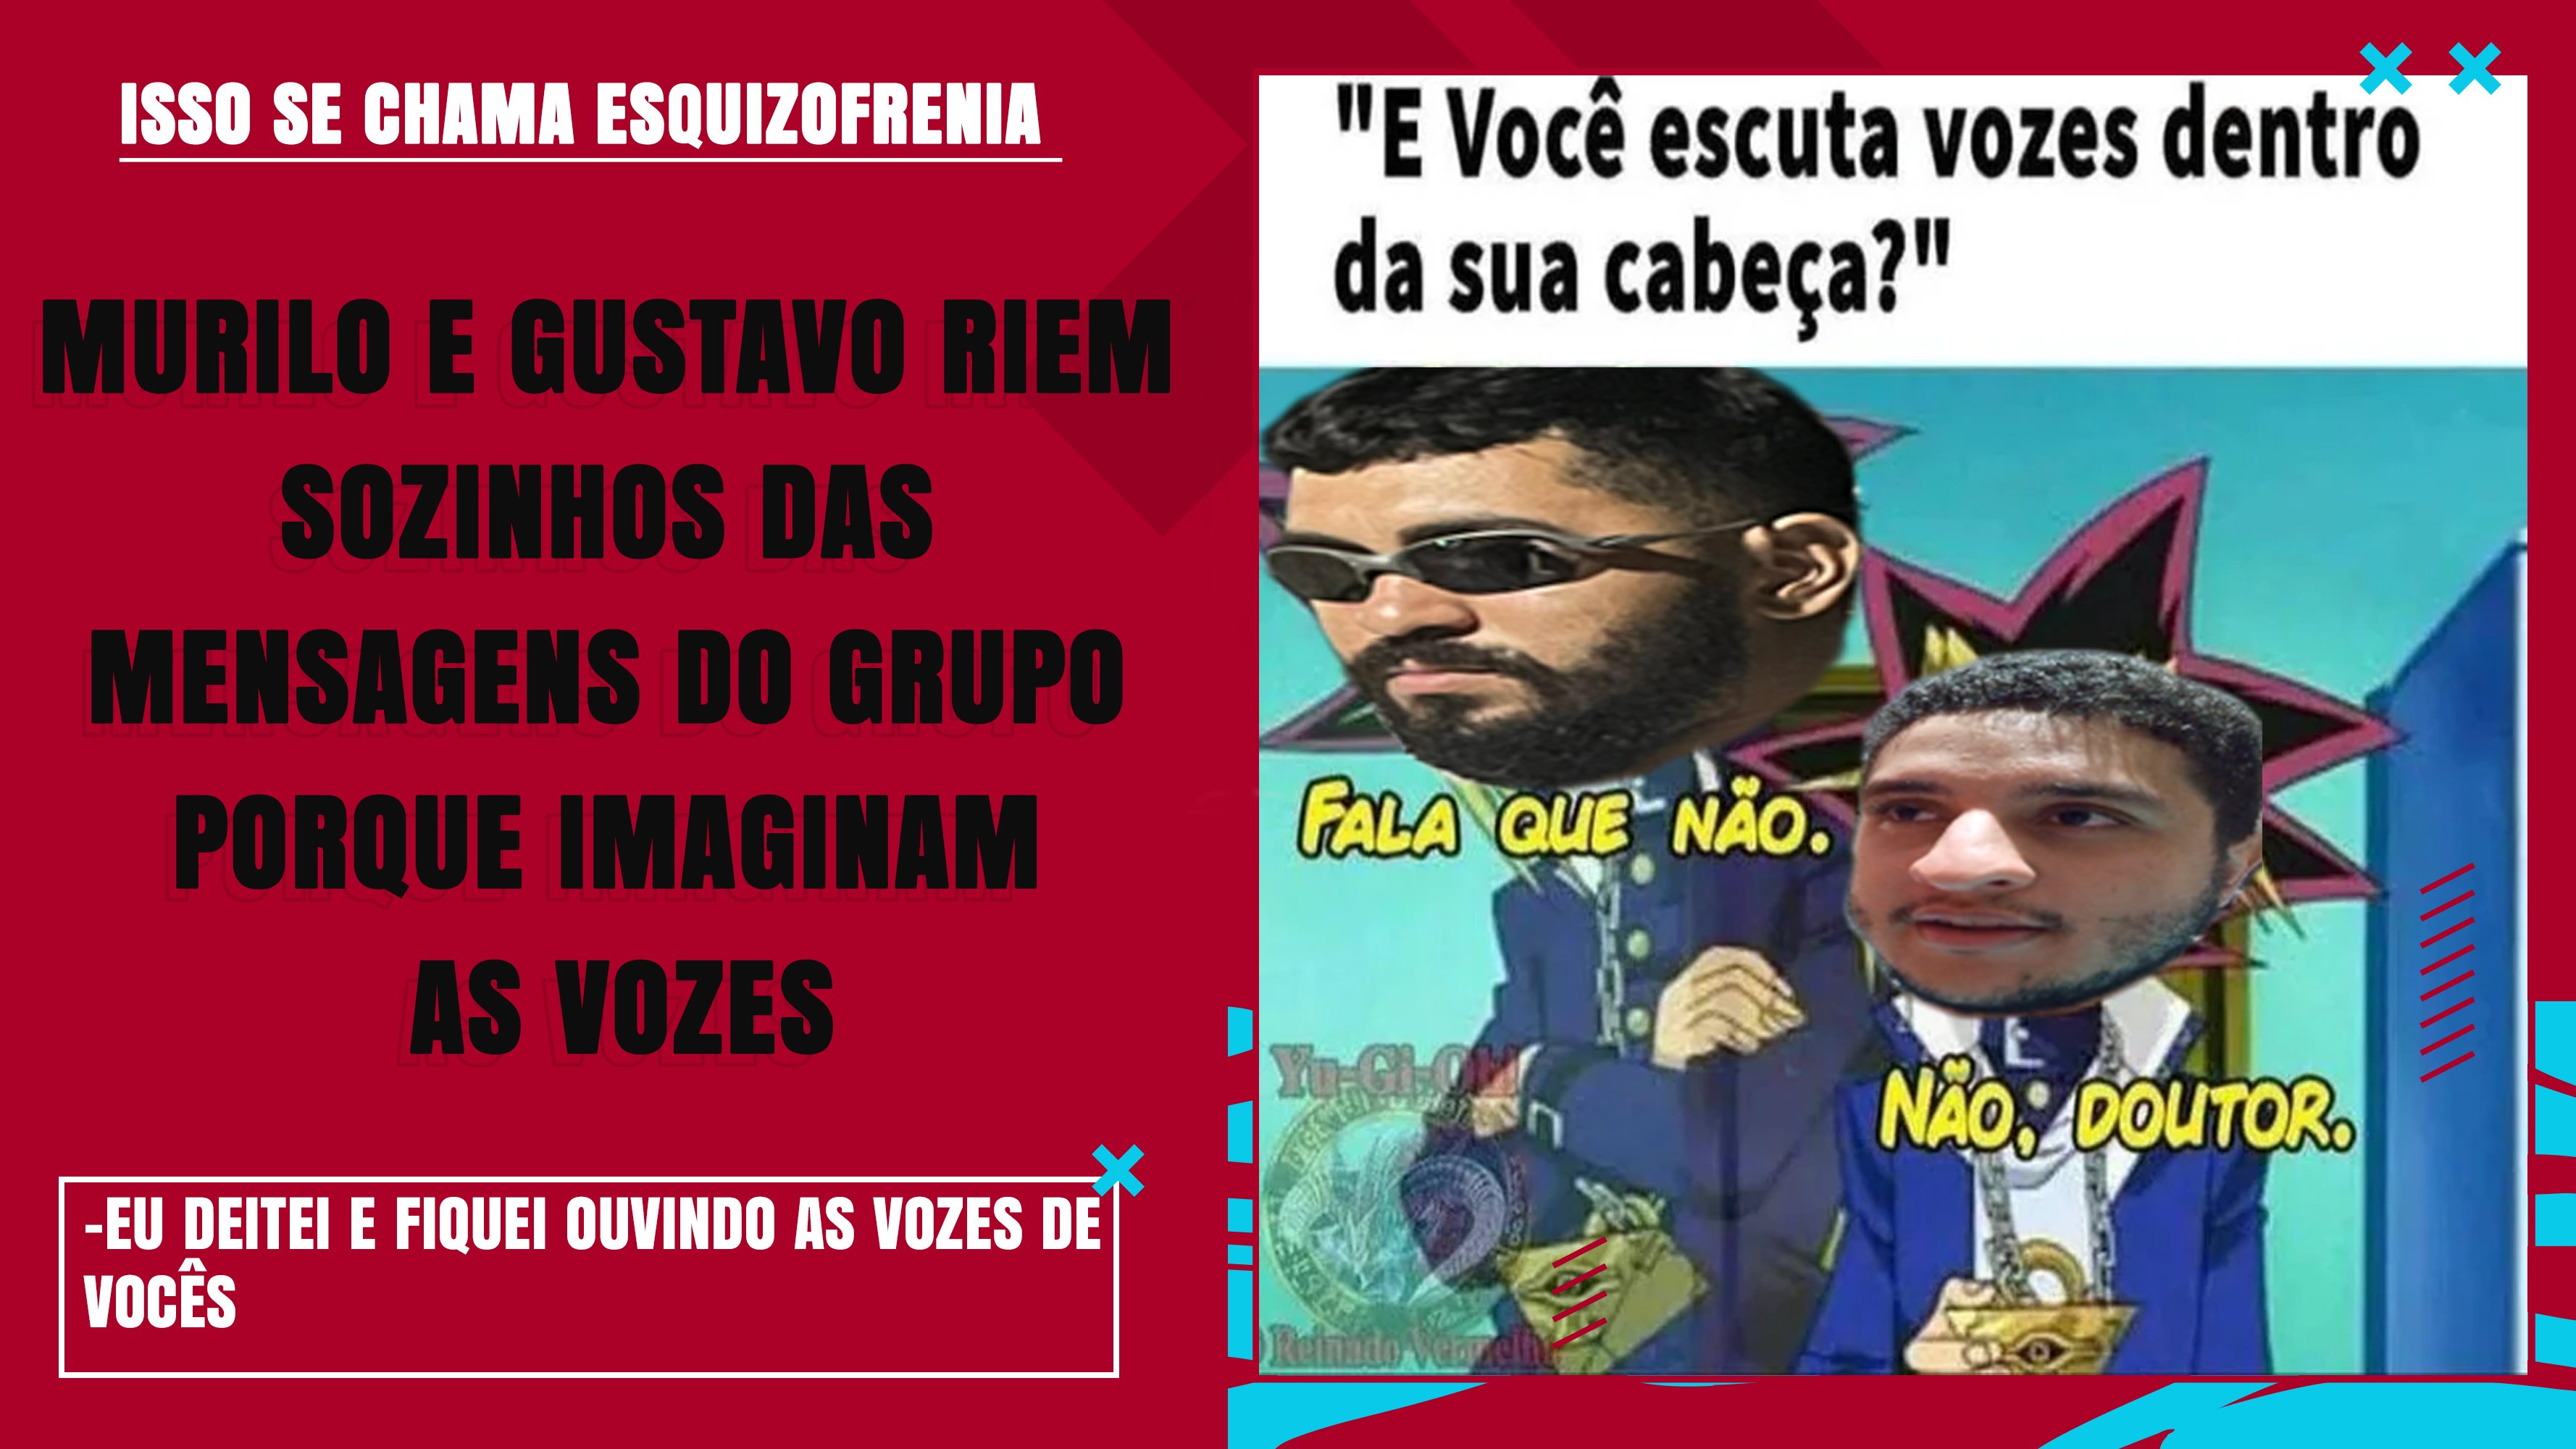 ISSO SE CHAMA ESQUIZOFRENIA
MURILO E GUSTAVO RIEM
SOZINHOS DAS
MENSAGENS DO GRUPO
PORQUE IMAGINAM
AS VOZES
-EU DEITEI E FIQUEI OUVINDO AS VOZES DE
VOCÊS
"E Você escuta vozes dentro
da sua cabeça?"
FALA QUE NÃO.
NÃO, DOUTOR.
Yu-Gi-Oh!
Reinado Vermelho